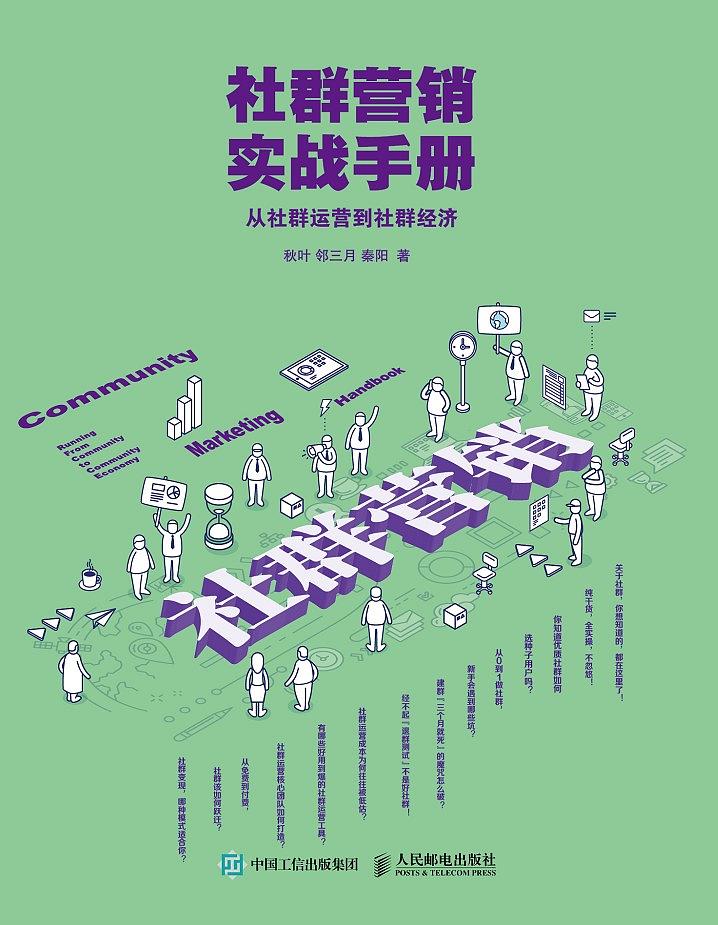 社群营销
实战手册
从社群运营到社群经济
秋叶 邻三月 秦阳 著
Community
Marketing
Handbook
Running
From
Community
to
Community
Economy
社群营销
关于社群，你想知道的，都在这里了！
纯干货，全实操，不忽悠！
你知道优质社群如何
选种子用户吗？
从0到1做社群，
新手会遇到哪些坑？
建群『三个月就死』的魔咒怎么破？
经不起『退群测试』不是好社群！
社群运营成本为何往往被低估？
有哪些好用到爆的社群运营工具？
社群运营核心团队如何打造？
从免费到付费，
社群该如何跃迁？
社群变现，哪种模式适合你？
中国工信出版集团
人民邮电出版社
POSTS & TELECOM PRESS